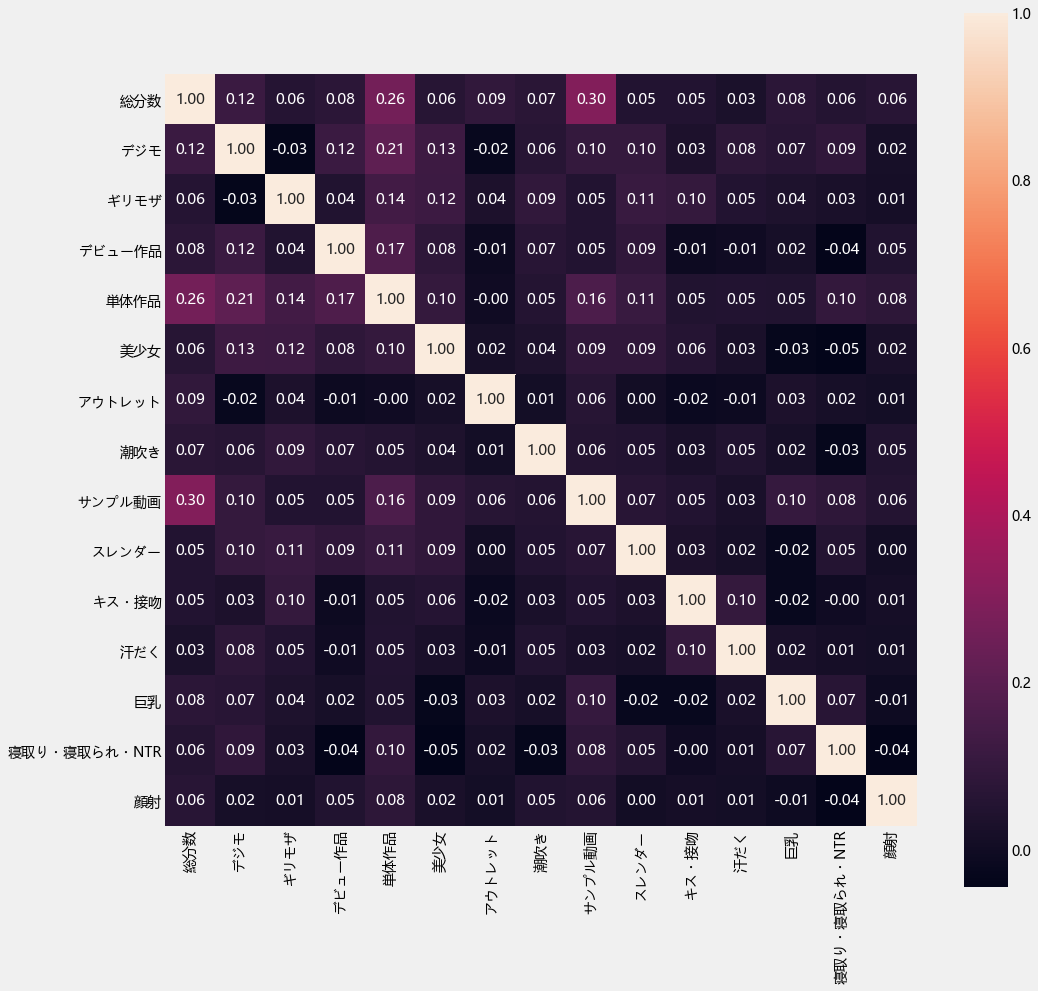 1.0
総分数 1.00 0.12 0.06 0.08 0.26 0.06 0.09 0.07 0.30 0.05 0.05 0.03 0.08 0.06 0.06
デジモ 0.12 1.00 -0.03 0.12 0.21 0.13 -0.02 0.06 0.10 0.10 0.03 0.08 0.07 0.09 0.02
0.8
ギリモザ 0.06 -0.03 1.00 0.04 0.14 0.12 0.04 0.09 0.05 0.11 0.10 0.05 0.04 0.03 0.01
デビュー作品 0.08 0.12 0.04 1.00 0.17 0.08 -0.01 0.07 0.05 0.09 -0.01 -0.01 0.02 -0.04 0.05
単体作品 0.26 0.21 0.14 0.17 1.00 0.10 -0.00 0.05 0.16 0.11 0.05 0.05 0.05 0.10 0.08
美少女 0.06 0.13 0.12 0.08 0.10 1.00 0.02 0.04 0.09 0.09 0.06 0.03 -0.03 -0.05 0.02
0.6
アウトレット 0.09 -0.02 0.04 -0.01 -0.00 0.02 1.00 0.01 0.06 0.00 -0.02 -0.01 0.03 0.02 0.01
潮吹き 0.07 0.06 0.09 0.07 0.05 0.04 0.01 1.00 0.06 0.05 0.03 0.05 0.02 -0.03 0.05
サンプル動画 0.30 0.10 0.05 0.05 0.16 0.09 0.06 0.06 1.00 0.07 0.05 0.03 0.10 0.08 0.06
0.4
スレンダー 0.05 0.10 0.11 0.09 0.11 0.09 0.00 0.05 0.07 1.00 0.03 0.02 -0.02 0.05 0.00
キス・接吻 0.05 0.03 0.10 -0.01 0.05 0.06 -0.02 0.03 0.05 0.03 1.00 0.10 -0.02 -0.00 0.01
汗だく 0.03 0.08 0.05 -0.01 0.05 0.03 -0.01 0.05 0.03 0.02 0.10 1.00 0.02 0.01 0.01
0.2
巨乳 0.08 0.07 0.04 0.02 0.05 -0.03 0.03 0.02 0.10 -0.02 -0.02 0.02 1.00 0.07 -0.01
寝取り・寝取られ・NTR 0.06 0.09 0.03 -0.04 0.10 -0.05 0.02 -0.03 0.08 0.05 -0.00 0.01 0.07 1.00 -0.04
顔射 0.06 0.02 0.01 0.05 0.08 0.02 0.01 0.05 0.06 0.00 0.01 0.01 -0.01 -0.04 1.00
0.0
総分数
デジモ
ギリモザ
デビュー作品
単体作品
美少女
アウトレット
潮吹き
サンプル動画
スレンダー
キス・接吻
汗だく
巨乳
寝取り・寝取られ・NTR
顔射